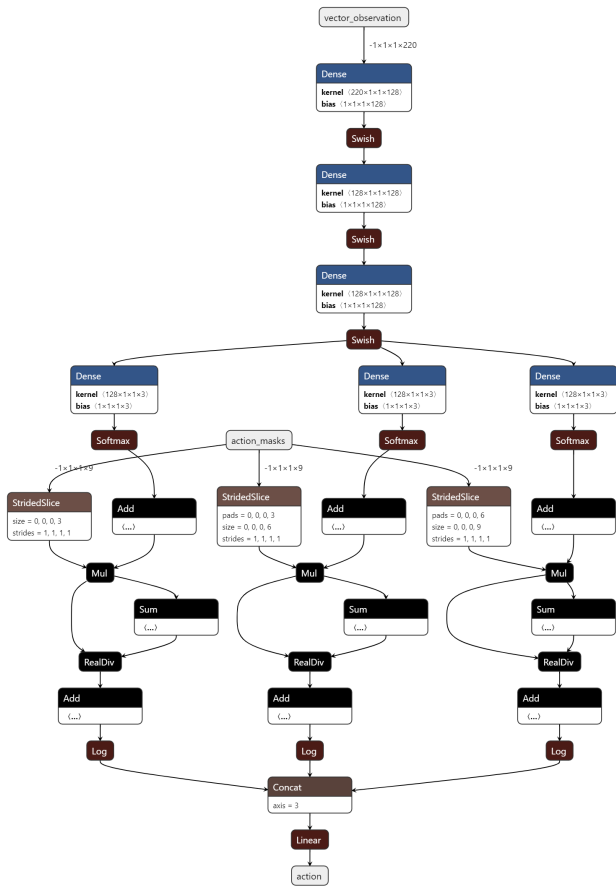 vector_observation
-1×1×1×220
Dense
kernel ⟨220×1×1×128⟩
bias ⟨1×1×1×128⟩
Swish
Dense
kernel ⟨128×1×1×128⟩
bias ⟨1×1×1×128⟩
Swish
Dense
kernel ⟨128×1×1×128⟩
bias ⟨1×1×1×128⟩
Swish
Dense
kernel ⟨128×1×1×3⟩
bias ⟨1×1×1×3⟩
Dense
kernel ⟨128×1×1×3⟩
bias ⟨1×1×1×3⟩
Dense
kernel ⟨128×1×1×3⟩
bias ⟨1×1×1×3⟩
Softmax
action_masks
Softmax
Softmax
-1×1×1×9
-1×1×1×9
-1×1×1×9
StridedSlice
size = 0, 0, 0, 3
strides = 1, 1, 1, 1
Add
⟨...⟩
StridedSlice
pads = 0, 0, 0, 3
size = 0, 0, 0, 6
strides = 1, 1, 1, 1
Add
⟨...⟩
StridedSlice
pads = 0, 0, 0, 6
size = 0, 0, 0, 9
strides = 1, 1, 1, 1
Add
⟨...⟩
Mul
Mul
Mul
Sum
⟨...⟩
Sum
⟨...⟩
Sum
⟨...⟩
RealDiv
RealDiv
RealDiv
Add
⟨...⟩
Add
⟨...⟩
Add
⟨...⟩
Log
Log
Log
Concat
axis = 3
Linear
action